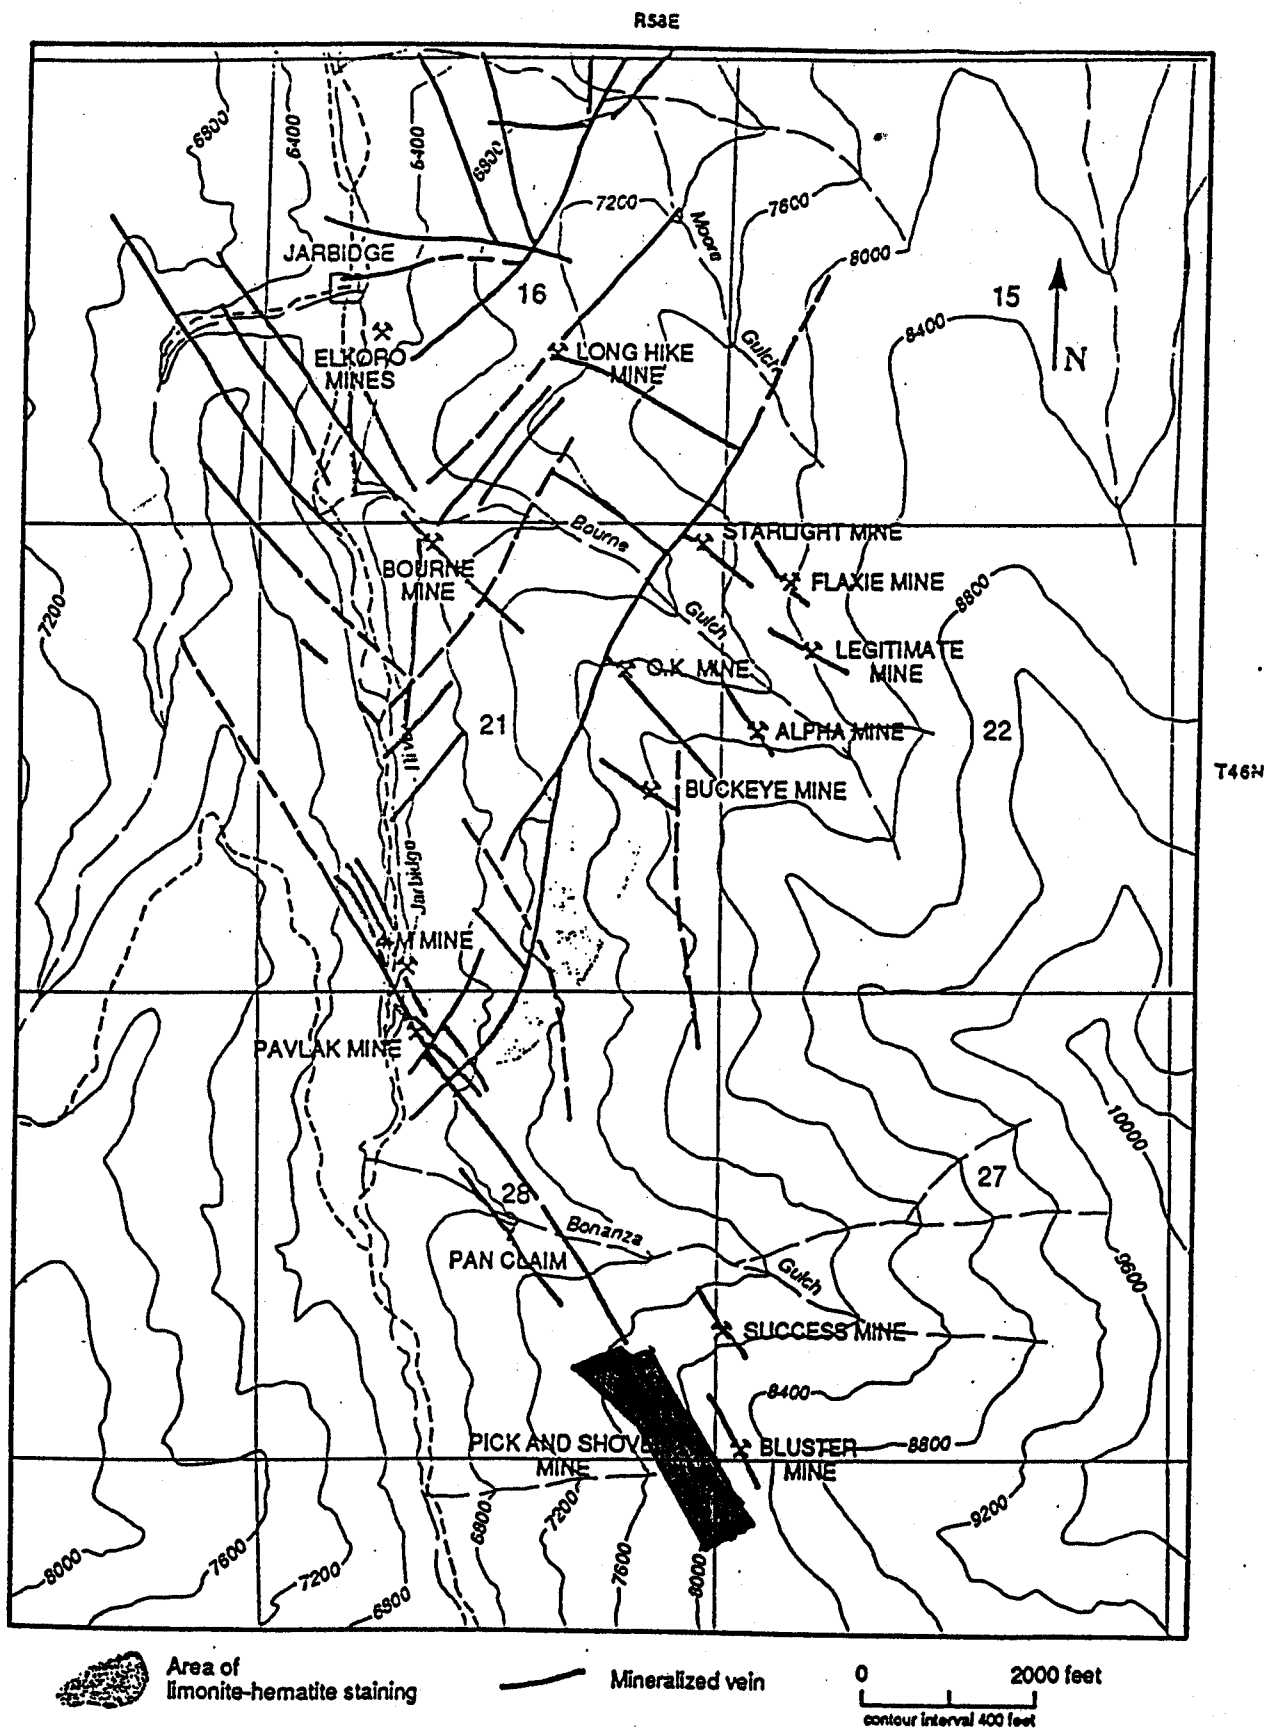 R58E
6800
6400
6400
6800
7200
Moore
7600
JARBIDGE
8000
16
15
8400
N
ELKORO
MINES
LONG HIKE
MINE
Gulch
Bourne
STARLIGHT MINE
BOURNE
MINE
FLAXIE MINE
8800
7200
Gulch
LEGITIMATE
MINE
O.K. MINE
21
River
ALPHA MINE
22
T46N
BUCKEYE MINE
Jarbidge
4 M MINE
PAVLAK MINE
10000
27
28
Bonanza
PAN CLAIM
Gulch
9600
SUCCESS MINE
8400
PICK AND SHOV
MINE
BLUSTER
MINE
8800
6800
7200
9200
8000
7600
7200
6800
7600
8000
Area of
limonite-hematite staining
Mineralized vein
0 2000 feet
contour interval 400 feet